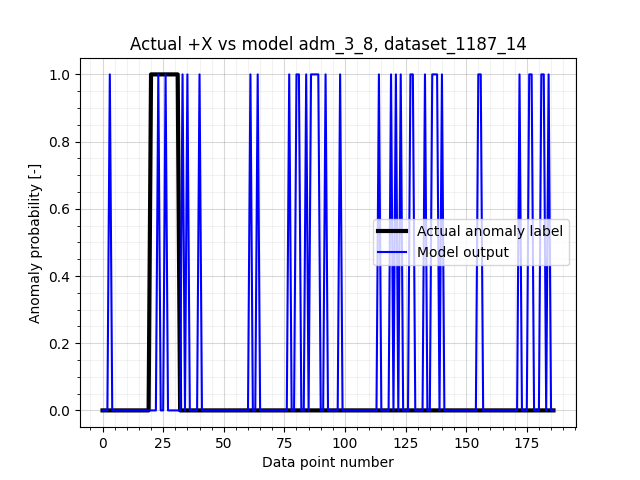 Actual +X vs model adm_3_8, dataset_1187_14
Anomaly probability [-]
1.0
0.8
0.6
0.4
0.2
0.0
Actual anomaly label
Model output
0 25 50 75 100 125 150 175
Data point number